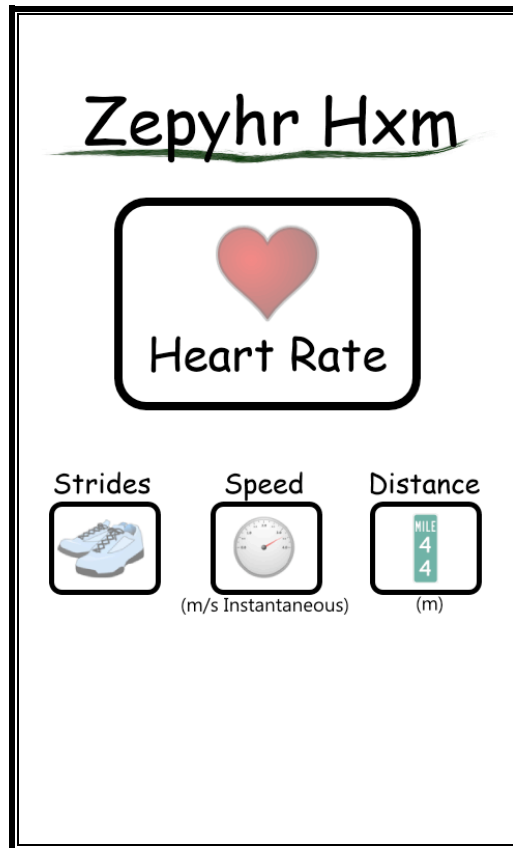 Zepyhr Hxm
Heart Rate
Strides Speed Distance
MILE
4
4
(m/s Instantaneous) (m)